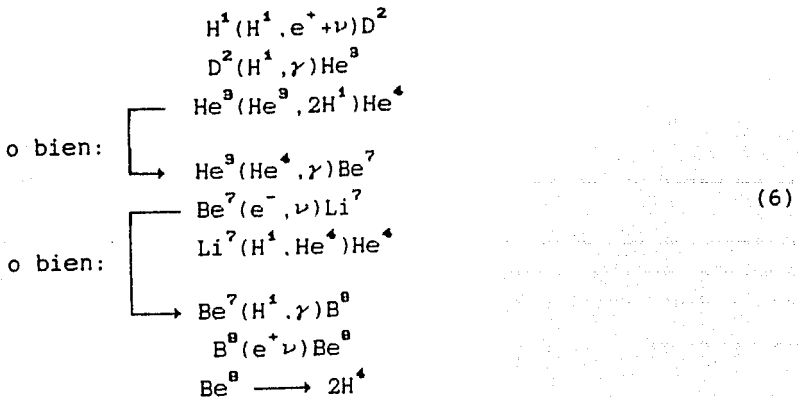 H¹(H¹,e⁺+ν)D²
D²(H¹,γ)He³
He³(He³,2H¹)He⁴
o bien:
He³(He⁴,γ)Be⁷
(6)
Be⁷(e⁻,ν)Li⁷
Li⁷(H¹.He⁴)He⁴
o bien:
Be⁷(H¹,γ)B⁸
B⁸(e⁺ν)Be⁸
Be⁸ ⟶ 2H⁴